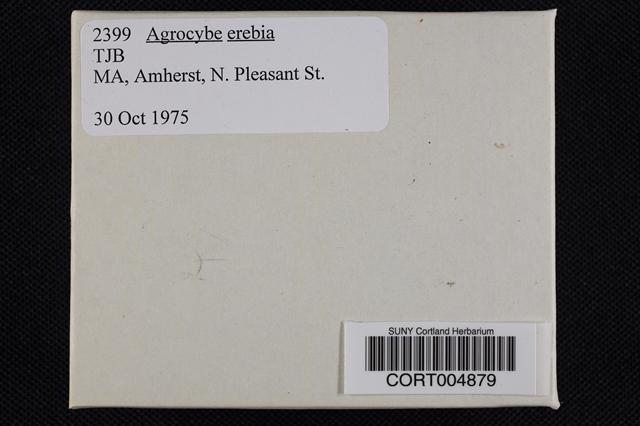 2399 Agrocybe erebia
TJB
MA, Amherst, N. Pleasant St.
30 Oct 1975
SUNY Cortland Herbarium
CORT004879